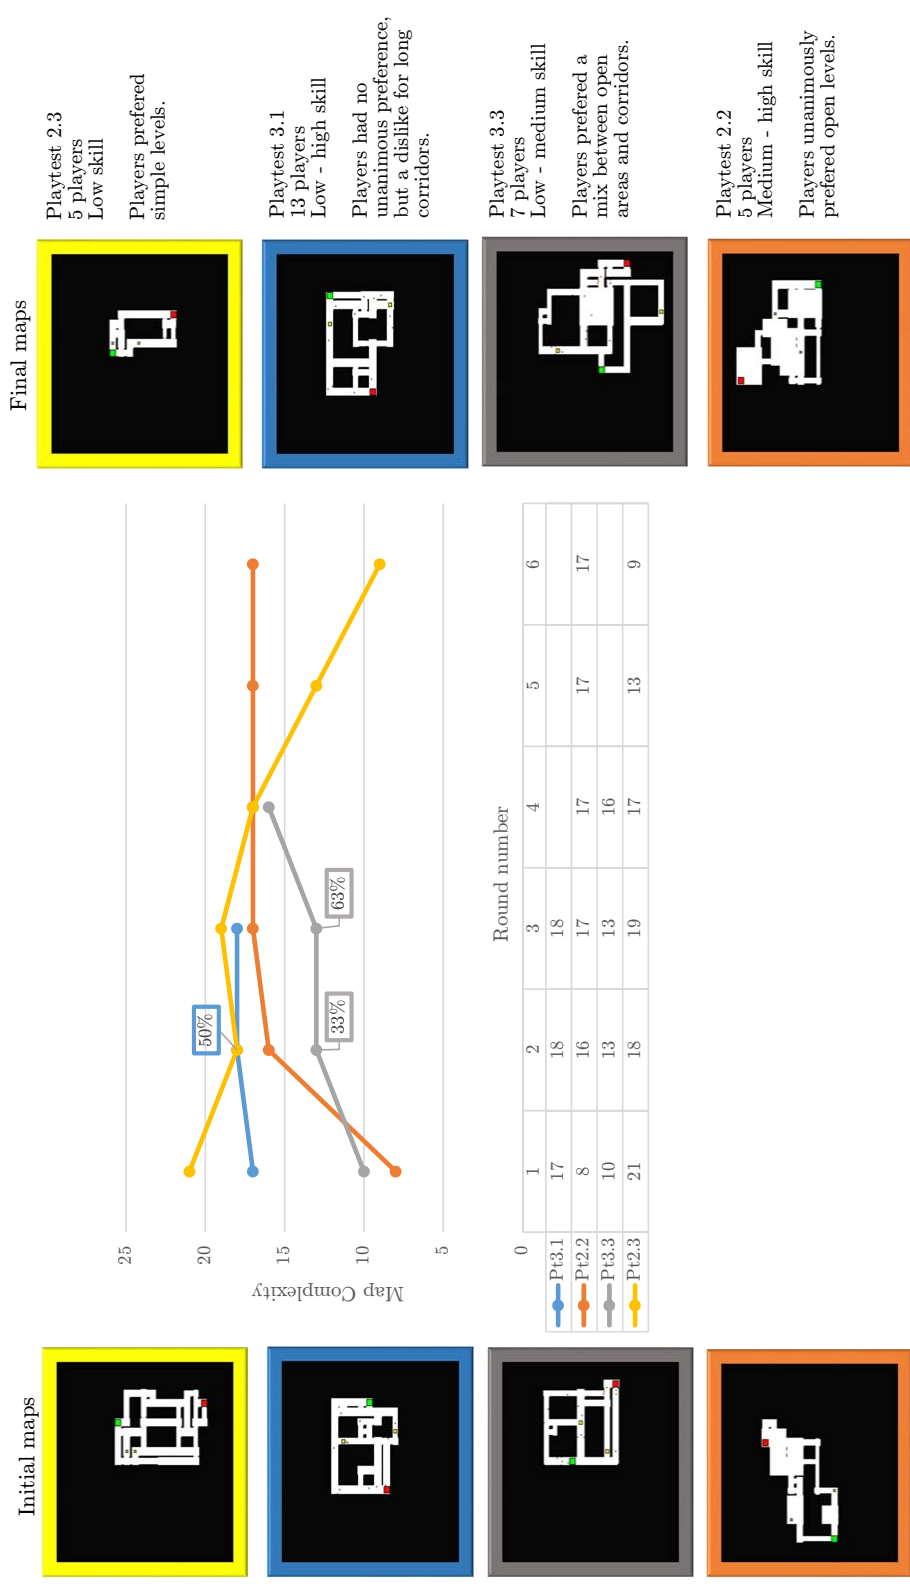 Initial maps
Final maps
Map Complexity
25
20
15
10
5
0
50%
33%
63%
Round number
1 2 3 4 5 6
Pt3.1 17 18 18
Pt2.2 8 16 17 17 17 17
Pt3.3 10 13 13 16
Pt2.3 21 18 19 17 13 9
Playtest 2.3
5 players
Low skill
Players prefered
simple levels.
Playtest 3.1
13 players
Low - high skill
Players had no
unanimous preference,
but a dislike for long
corridors.
Playtest 3.3
7 players
Low - medium skill
Players prefered a
mix between open
areas and corridors.
Playtest 2.2
5 players
Medium - high skill
Players unanimously
prefered open levels.